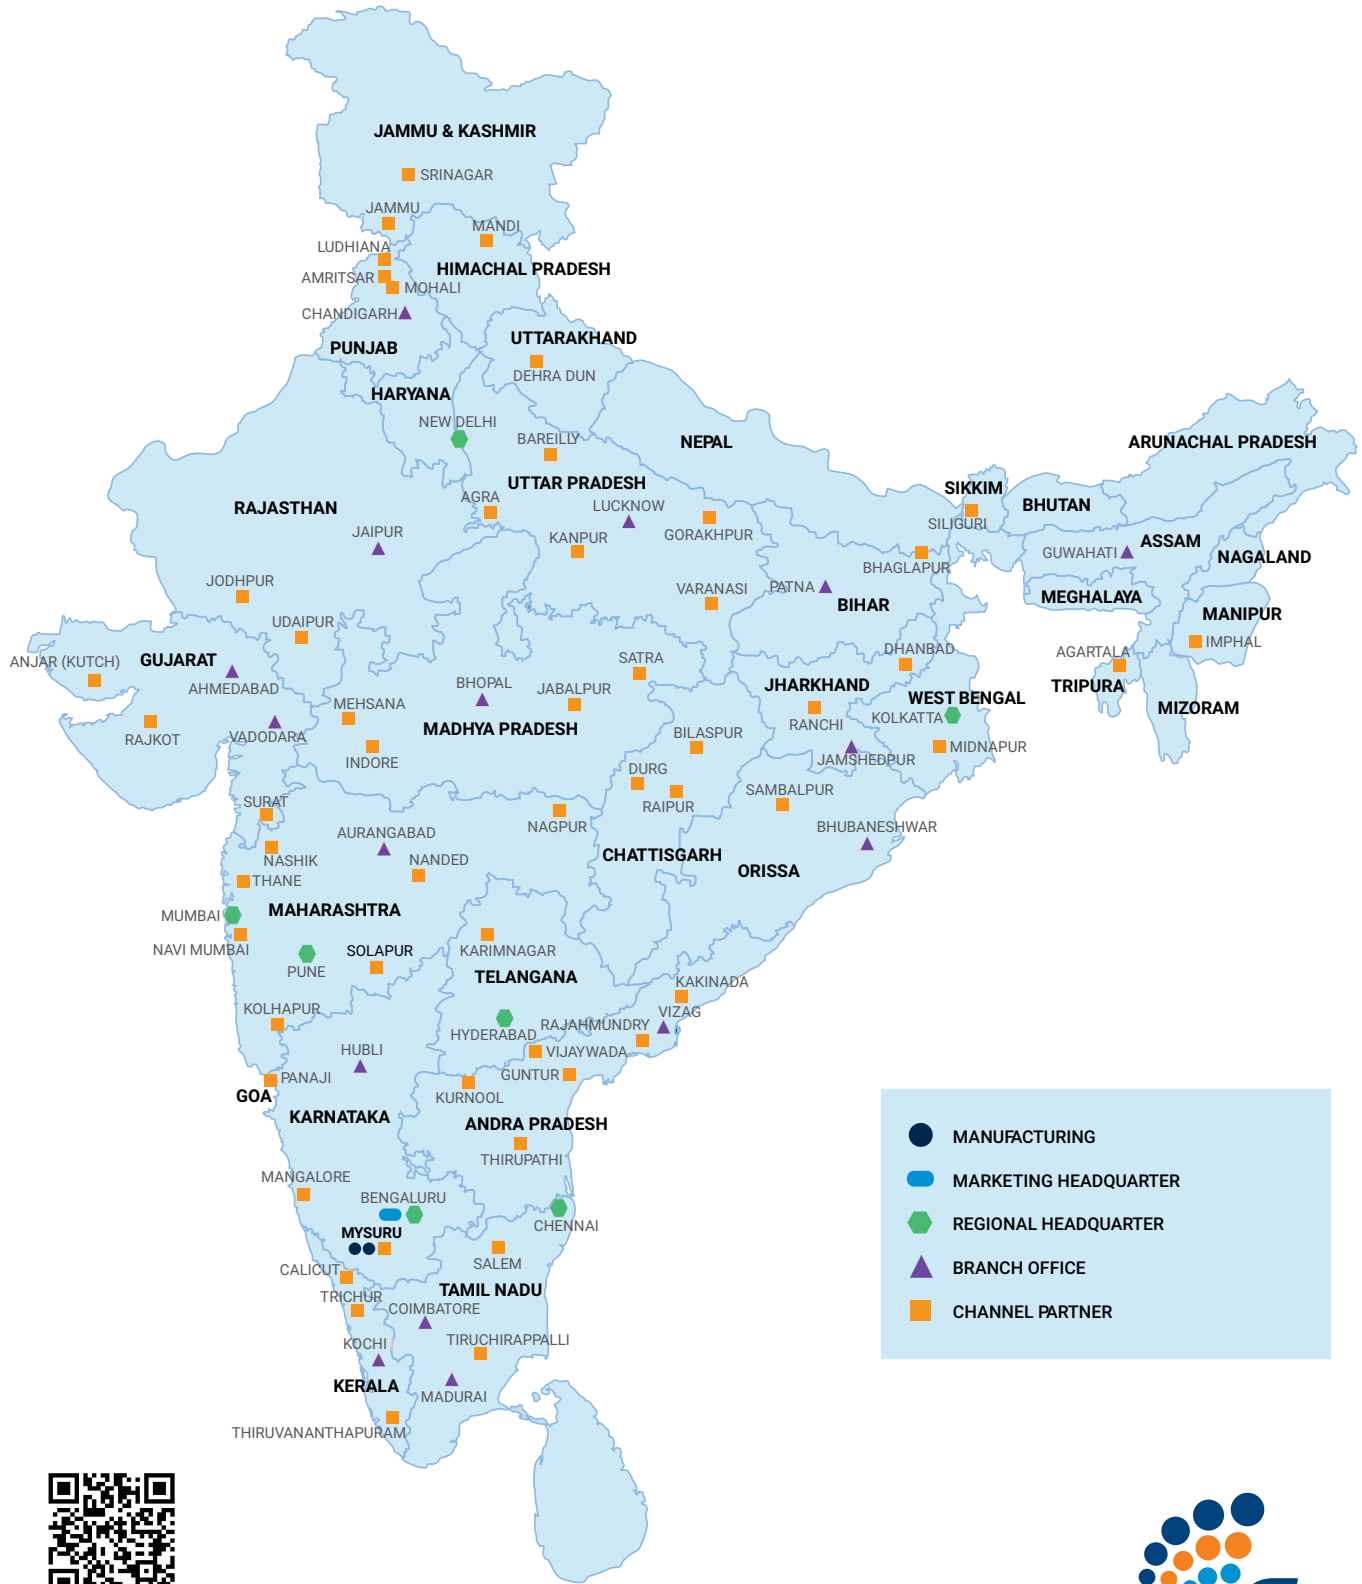 JAMMU & KASHMIR
SRINAGAR
JAMMU
MANDI
LUDHIANA
HIMACHAL PRADESH
AMRITSAR
MOHALI
CHANDIGARH
UTTARAKHAND
PUNJAB
DEHRA DUN
HARYANA
NEW DELHI
BAREILLY
NEPAL
ARUNACHAL PRADESH
UTTAR PRADESH
SIKKIM
AGRA
RAJASTHAN
LUCKNOW
BHUTAN
SILIGURI
JAIPUR
KANPUR
GORAKHPUR
ASSAM
GUWAHATI
NAGALAND
BHAGLAPUR
JODHPUR
VARANASI
PATNA
BIHAR
MEGHALAYA
MANIPUR
UDAIPUR
IMPHAL
DHANBAD
AGARTALA
ANJAR (KUTCH)
GUJARAT
SATRA
AHMEDABAD
BHOPAL
JABALPUR
JHARKHAND
TRIPURA
WEST BENGAL
MEHSANA
MIZORAM
KOLKATTA
RANCHI
MADHYA PRADESH
RAJKOT
VADODARA
BILASPUR
MIDNAPUR
INDORE
JAMSHEDPUR
DURG
SAMBALPUR
SURAT
RAIPUR
NAGPUR
BHUBANESHWAR
AURANGABAD
CHATTISGARH
NASHIK
NANDED
ORISSA
THANE
MAHARASHTRA
MUMBAI
NAVI MUMBAI
SOLAPUR
KARIMNAGAR
PUNE
TELANGANA
KAKINADA
KOLHAPUR
VIZAG
RAJAHMUNDRY
HYDERABAD
HUBLI
VIJAYWADA
GUNTUR
PANAJI
GOA
KURNOOL
KARNATAKA
ANDRA PRADESH
THIRUPATHI
MANGALORE
BENGALURU
CHENNAI
MYSURU
SALEM
CALICUT
TAMIL NADU
TRICHUR
COIMBATORE
KOCHI
TIRUCHIRAPPALLI
KERALA
MADURAI
THIRUVANANTHAPURAM
MANUFACTURING
MARKETING HEADQUARTER
REGIONAL HEADQUARTER
BRANCH OFFICE
CHANNEL PARTNER